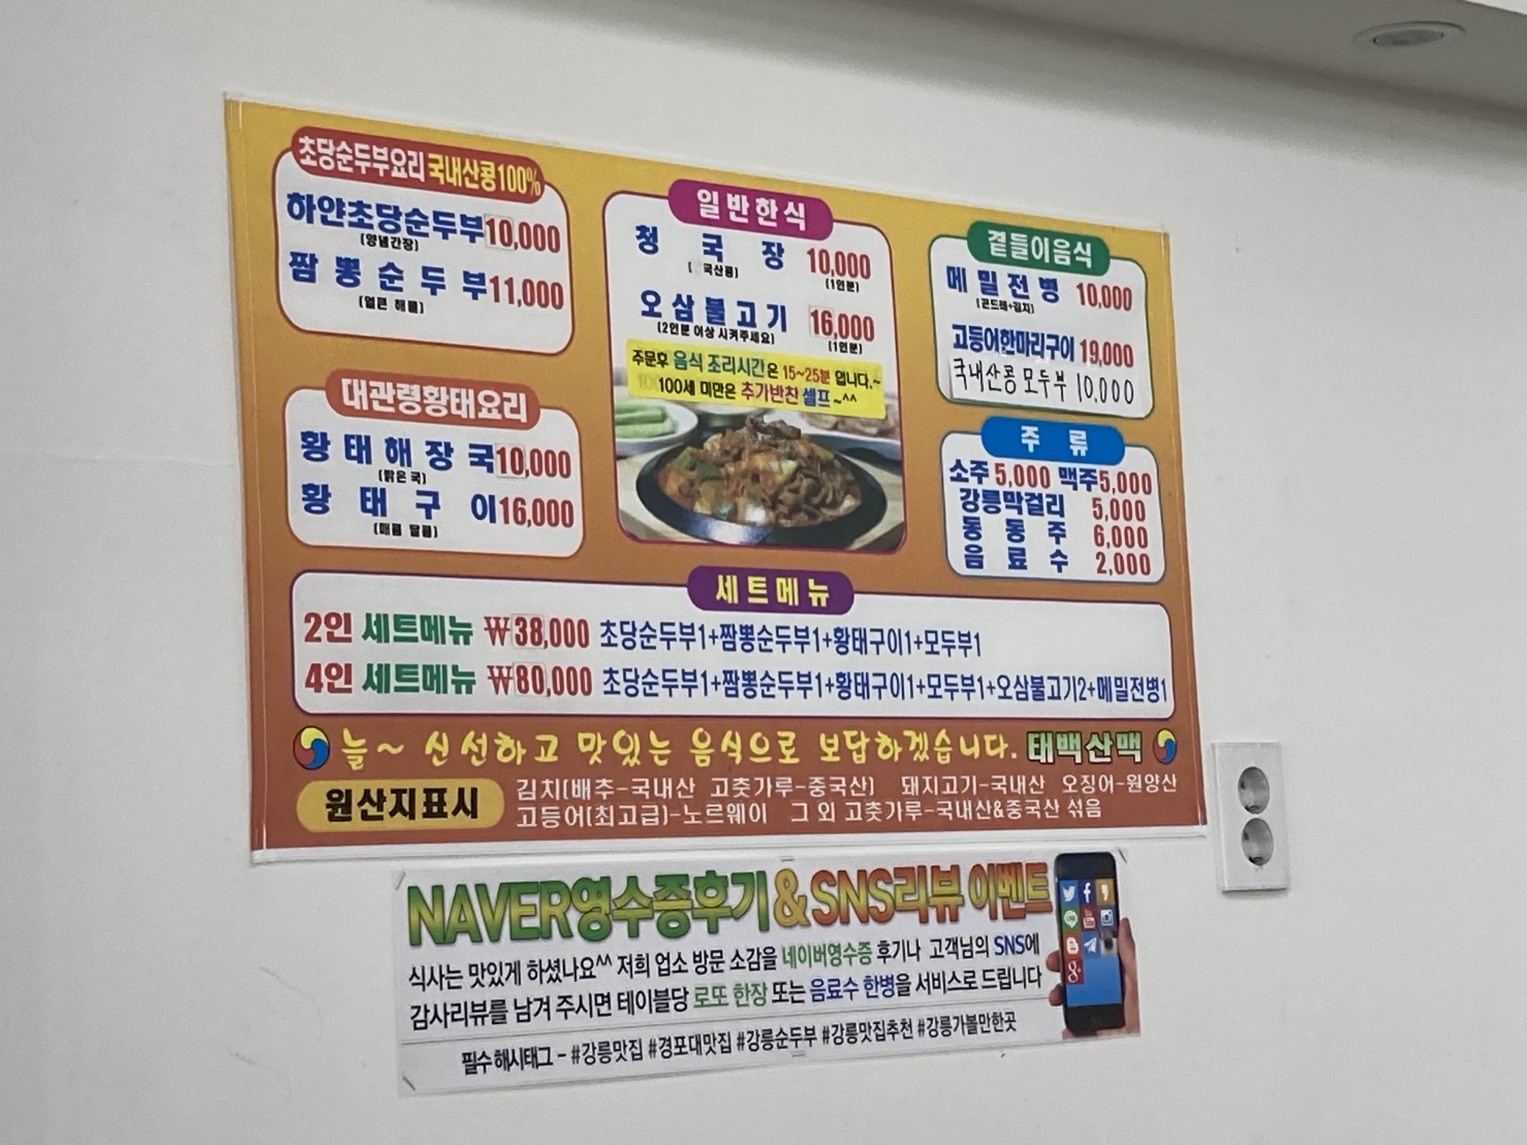 초당순두부요리 국내산콩100%
하얀초당순두부 10,000
(양념간장)
짬뽕순두부 11,000
(얼큰 해물)
대관령황태요리
황태해장국 10,000
(맑은 국)
황태구이 16,000
(매콤 달콤)
일반한식
청국장 10,000
(국산콩) (1인분)
오삼불고기 16,000
(2인분 이상 시켜주세요) (1인분)
주문후 음식 조리시간은 15~25분 입니다.~
100세 미만은 추가반찬 셀프~^^
곁들이음식
메밀전병 10,000
(곤드레+김치)
고등어한마리구이 19,000
국내산콩 모두부 10,000
주류
소주 5,000 맥주 5,000
강릉막걸리 5,000
동동주 6,000
음료수 2,000
세트메뉴
2인 세트메뉴 ₩38,000 초당순두부1+짬뽕순두부1+황태구이1+모두부1
4인 세트메뉴 ₩80,000 초당순두부1+짬뽕순두부1+황태구이1+모두부1+오삼불고기2+메밀전병1
늘~ 신선하고 맛있는 음식으로 보답하겠습니다. 태백산맥
원산지표시
김치(배추-국내산 고춧가루-중국산) 돼지고기-국내산 오징어-원양산
고등어(최고급)-노르웨이 그 외 고춧가루-국내산&중국산 섞음
NAVER영수증후기 & SNS리뷰 이벤트
식사는 맛있게 하셨나요^^ 저희 업소 방문 소감을 네이버영수증 후기나 고객님의 SNS에
감사리뷰를 남겨 주시면 테이블당 로또 한장 또는 음료수 한병을 서비스로 드립니다
필수 해시태그 - #강릉맛집 #경포대맛집 #강릉순두부 #강릉맛집추천 #강릉가볼만한곳